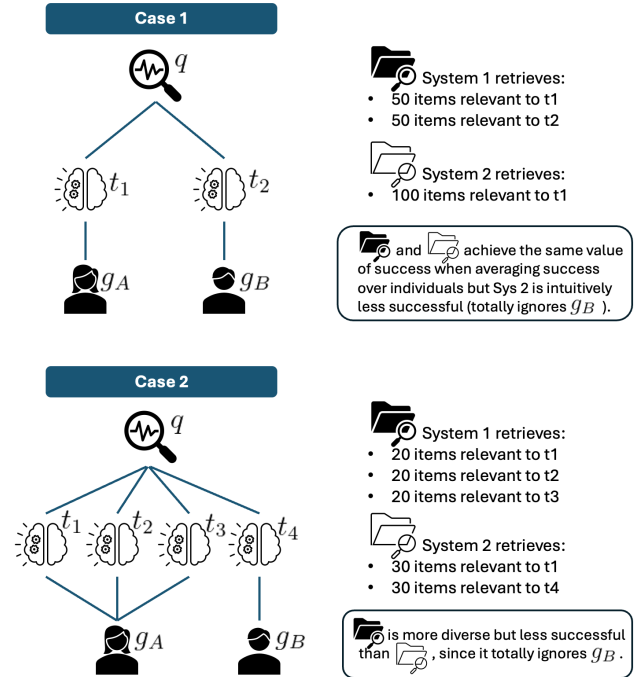 Case 1
q
t1
t2
gA
gB
System 1 retrieves:
• 50 items relevant to t1
• 50 items relevant to t2
System 2 retrieves:
• 100 items relevant to t1
and achieve the same value
of success when averaging success
over individuals but Sys 2 is intuitively
less successful (totally ignores gB ).
Case 2
q
t1 t2 t3 t4
gA
gB
System 1 retrieves:
• 20 items relevant to t1
• 20 items relevant to t2
• 20 items relevant to t3
System 2 retrieves:
• 30 items relevant to t1
• 30 items relevant to t4
is more diverse but less successful
than , since it totally ignores gB .